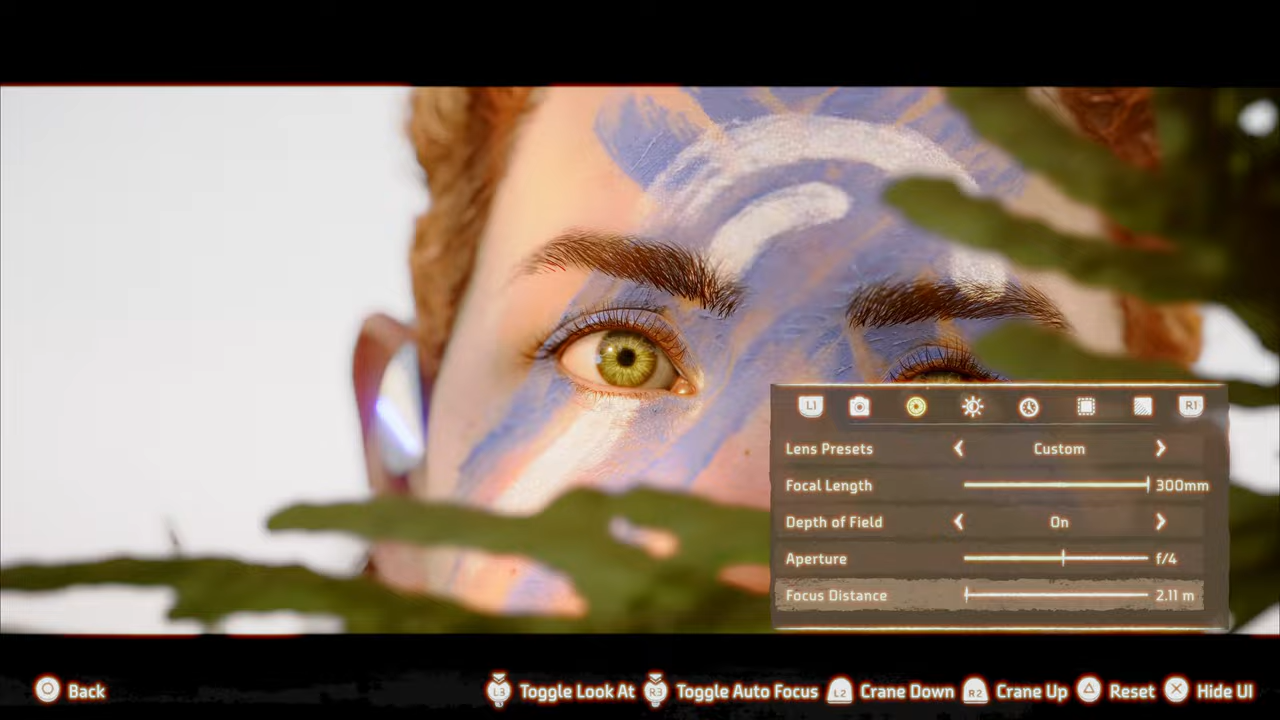 L1 R1
Lens Presets Custom
Focal Length 300mm
Depth of Field On
Aperture f/4
Focus Distance 2.11 m
Back L3 Toggle Look At R3 Toggle Auto Focus L2 Crane Down R2 Crane Up Reset Hide UI